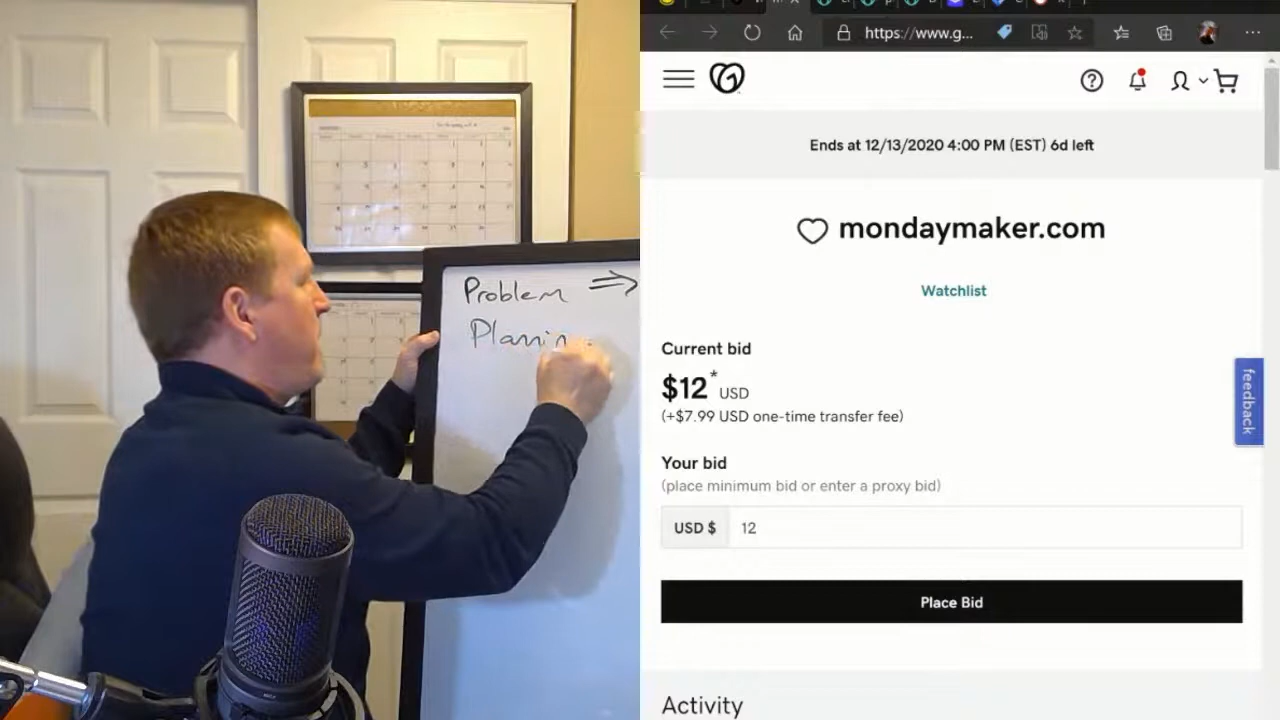 Problem ⇒
Planin
https://www.g...
Ends at 12/13/2020 4:00 PM (EST) 6d left
mondaymaker.com
Watchlist
Current bid
$12* USD
(+$7.99 USD one-time transfer fee)
Your bid
(place minimum bid or enter a proxy bid)
USD $ 12
Place Bid
feedback
Activity